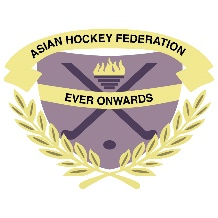 ASIAN HOCKEY FEDERATION
EVER ONWARDS